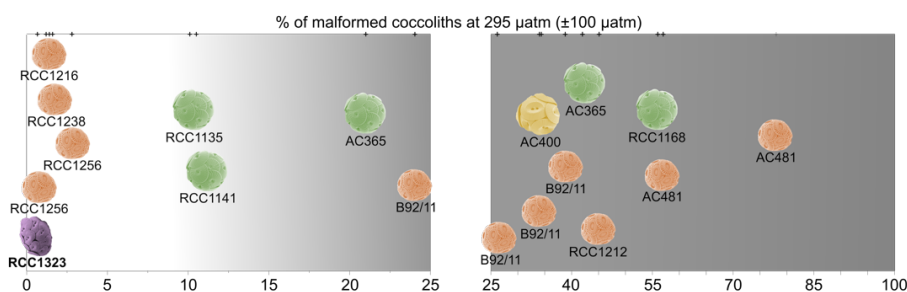 % of malformed coccoliths at 295 μatm (±100 μatm)
RCC1216
RCC1238
RCC1256
RCC1256
RCC1323
RCC1135
RCC1141
AC365
B92/11
AC365
AC400
RCC1168
AC481
B92/11
AC481
B92/11
RCC1212
B92/11
0 5 10 15 20 25
25 40 55 70 85 100